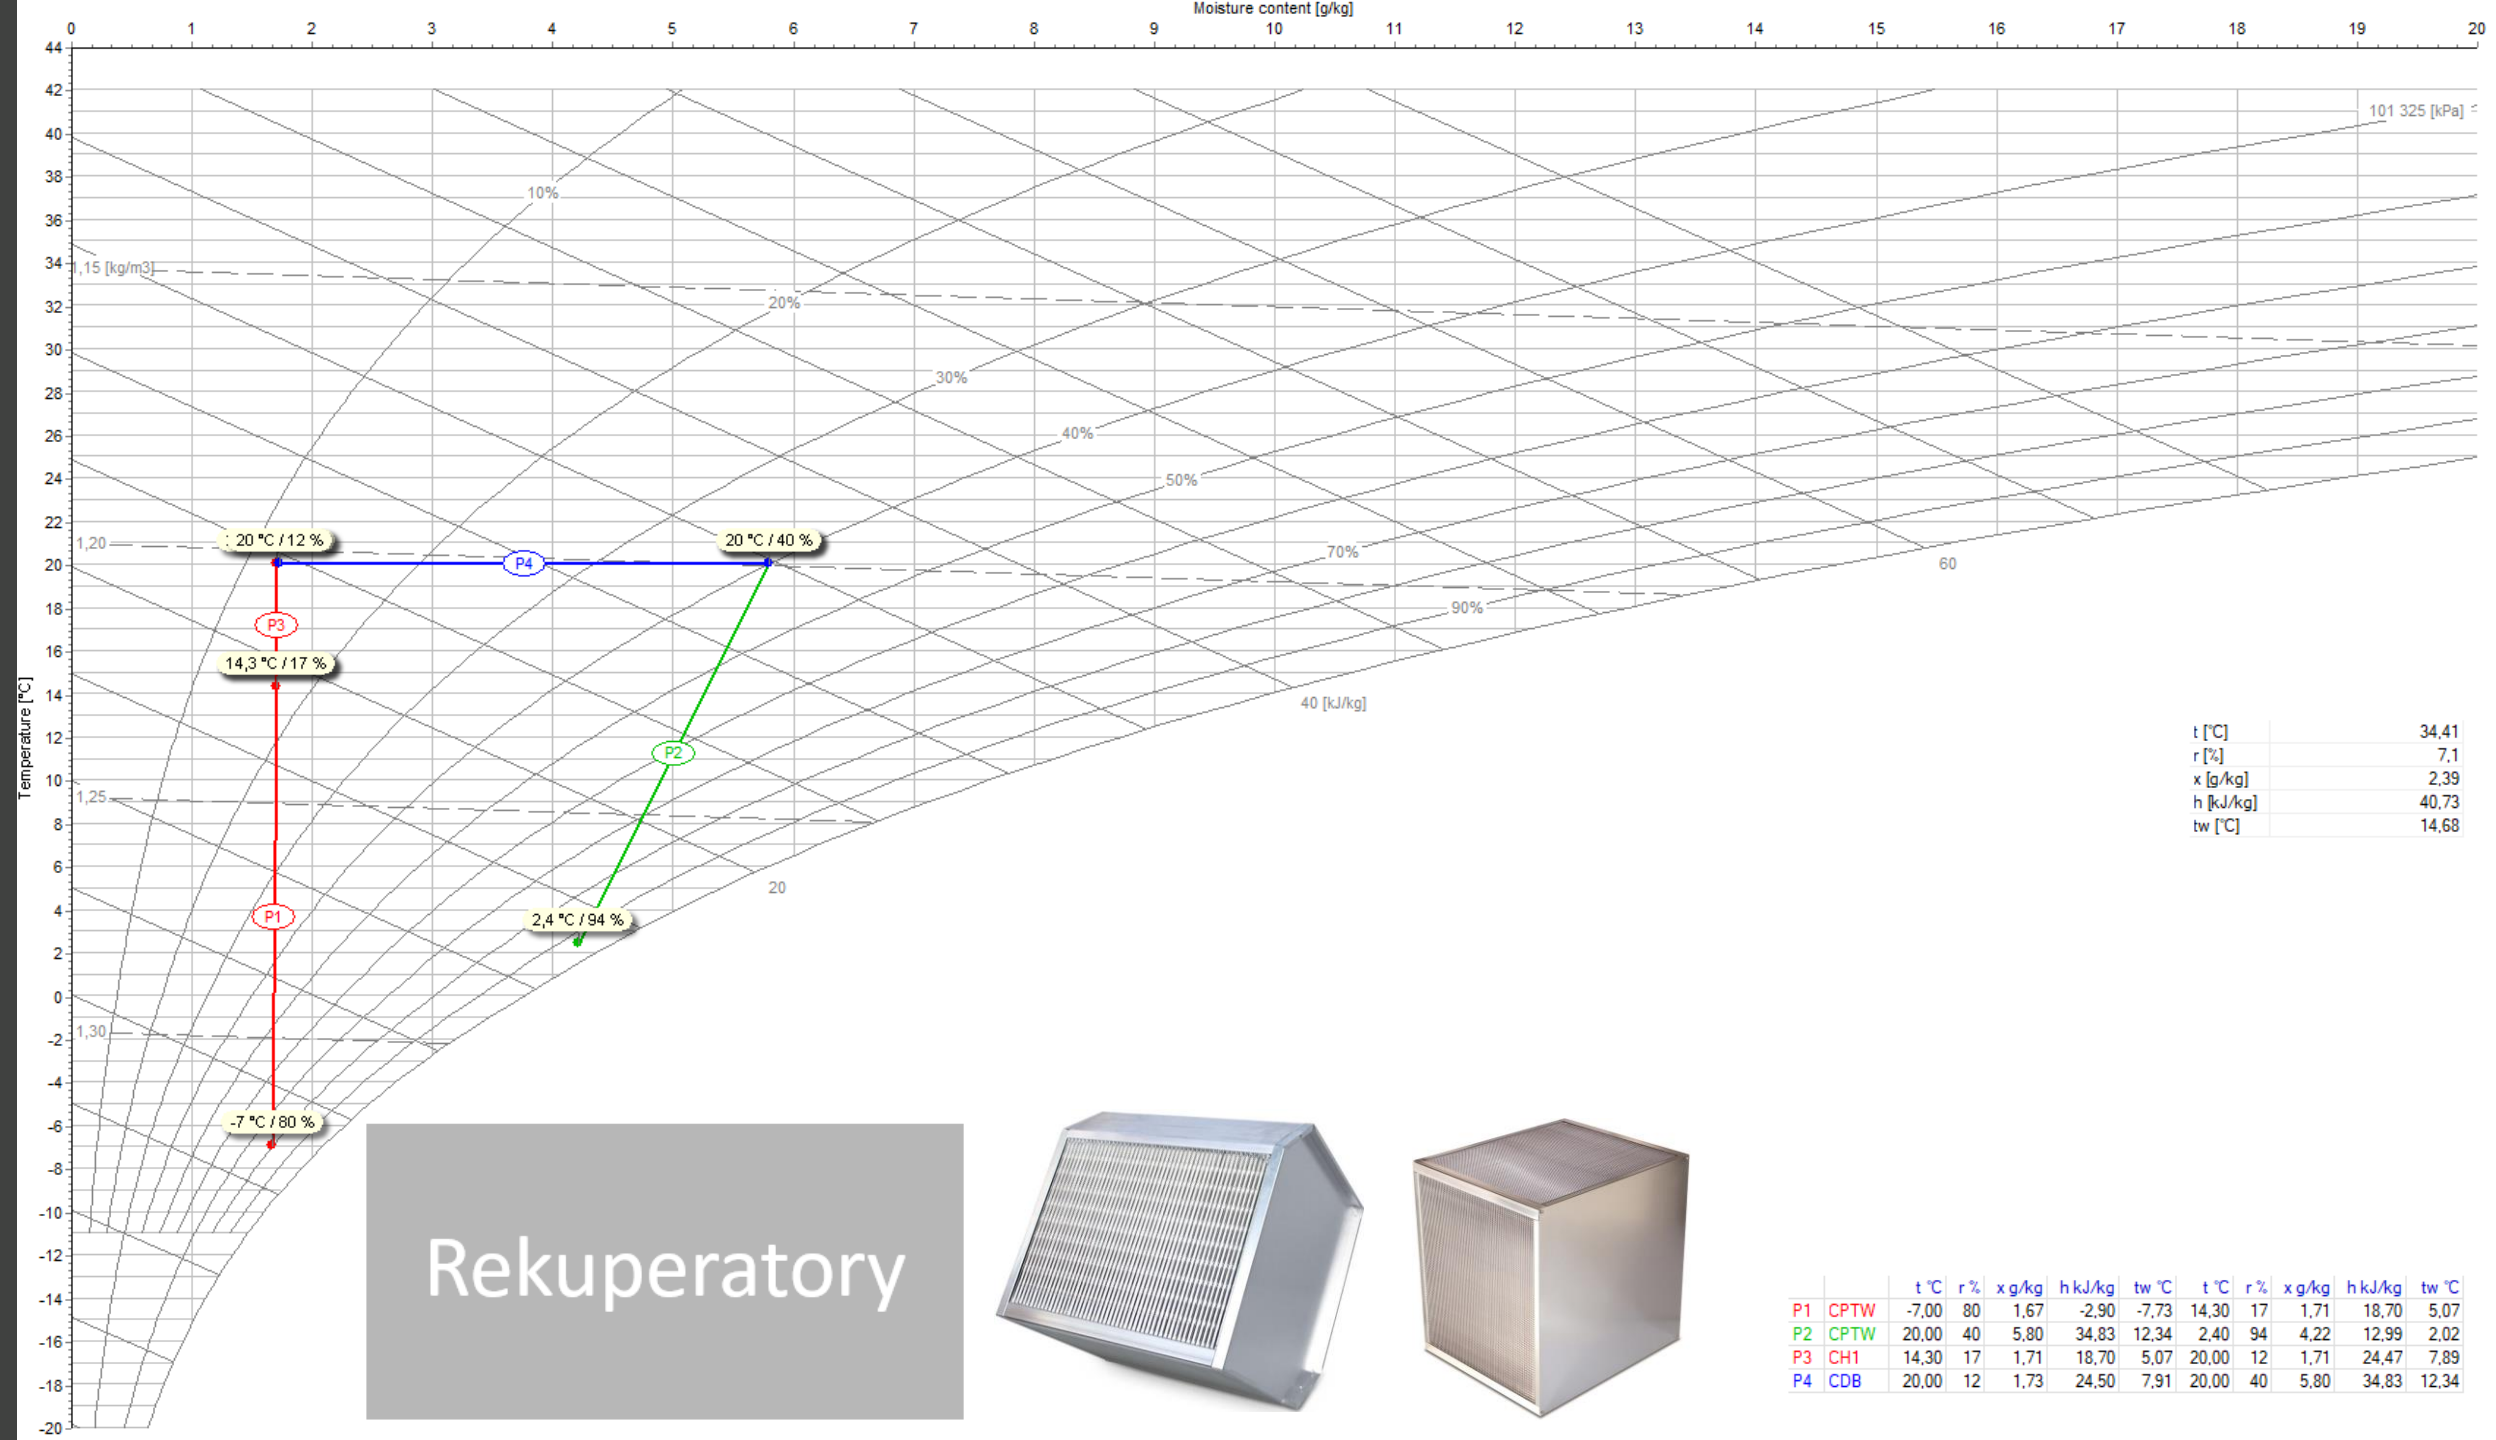 Moisture content [g/kg]
0 1 2 3 4 5 6 7 8 9 10 11 12 13 14 15 16 17 18 19 20
44
42
101 325 [kPa]
40
38
10%
36
34
1,15 [kg/m3]
32
20%
30
28
30%
26
40%
24
50%
22
1,20
: 20 °C / 12 %
20 °C / 40 %
70%
20
P4
60
18
90%
P3
16
14,3 °C / 17 %
14
40 [kJ/kg]
Temperature [°C]
12
P2
10
1,25
8
6
20
4
P1
2,4 °C / 94 %
2
0
-2
1,30
-4
-6
-7 °C / 80 %
-8
-10
-12
-14
-16
-18
-20
t [°C] 34,41
r [%] 7,1
x [g/kg] 2,39
h [kJ/kg] 40,73
tw [°C] 14,68
Rekuperatory
t °C r % x g/kg h kJ/kg tw °C t °C r % x g/kg h kJ/kg tw °C
P1 CPTW -7,00 80 1,67 -2,90 -7,73 14,30 17 1,71 18,70 5,07
P2 CPTW 20,00 40 5,80 34,83 12,34 2,40 94 4,22 12,99 2,02
P3 CH1 14,30 17 1,71 18,70 5,07 20,00 12 1,71 24,47 7,89
P4 CDB 20,00 12 1,73 24,50 7,91 20,00 40 5,80 34,83 12,34